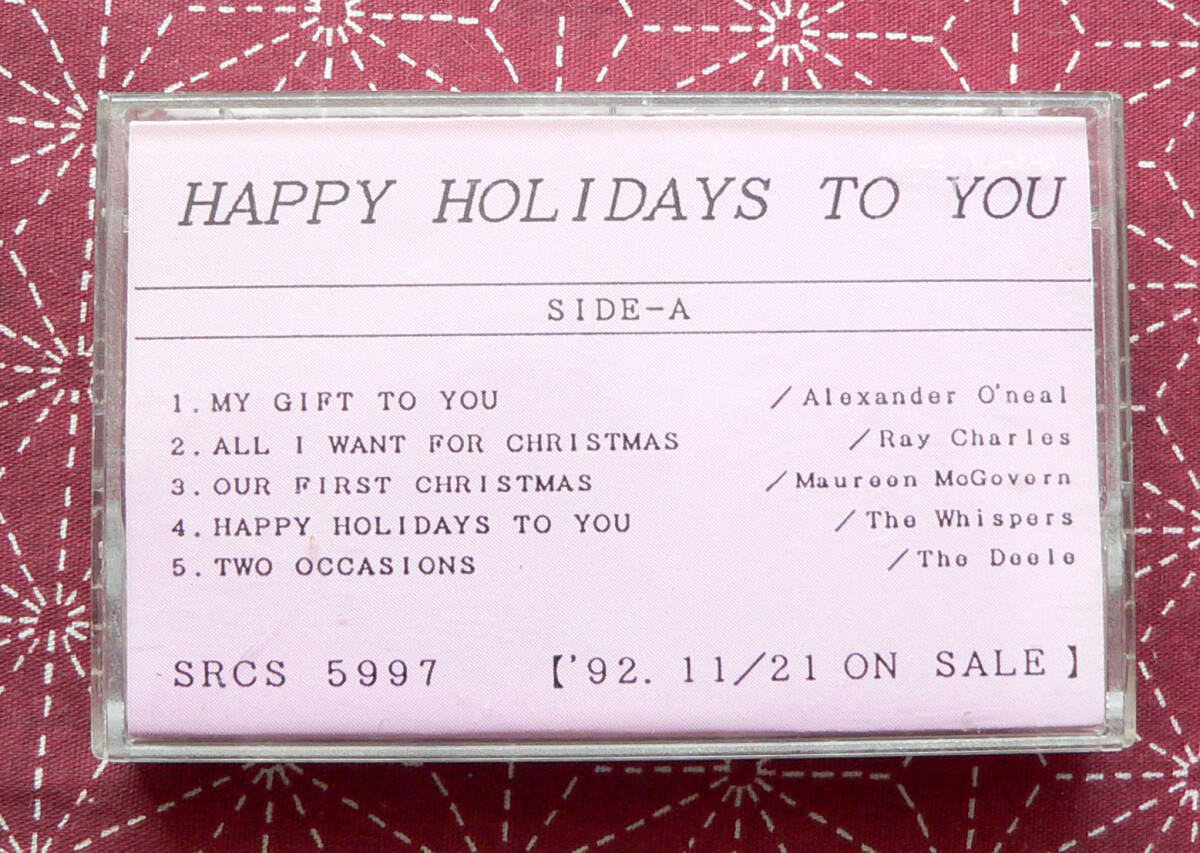 HAPPY HOLIDAYS TO YOU
SIDE-A
1. MY GIFT TO YOU /Alexander O'neal
2. ALL I WANT FOR CHRISTMAS /Ray Charles
3. OUR FIRST CHRISTMAS /Maureen McGovern
4. HAPPY HOLIDAYS TO YOU /The Whispers
5. TWO OCCASIONS /The Deele
SRCS 5997 【'92. 11/21 ON SALE】